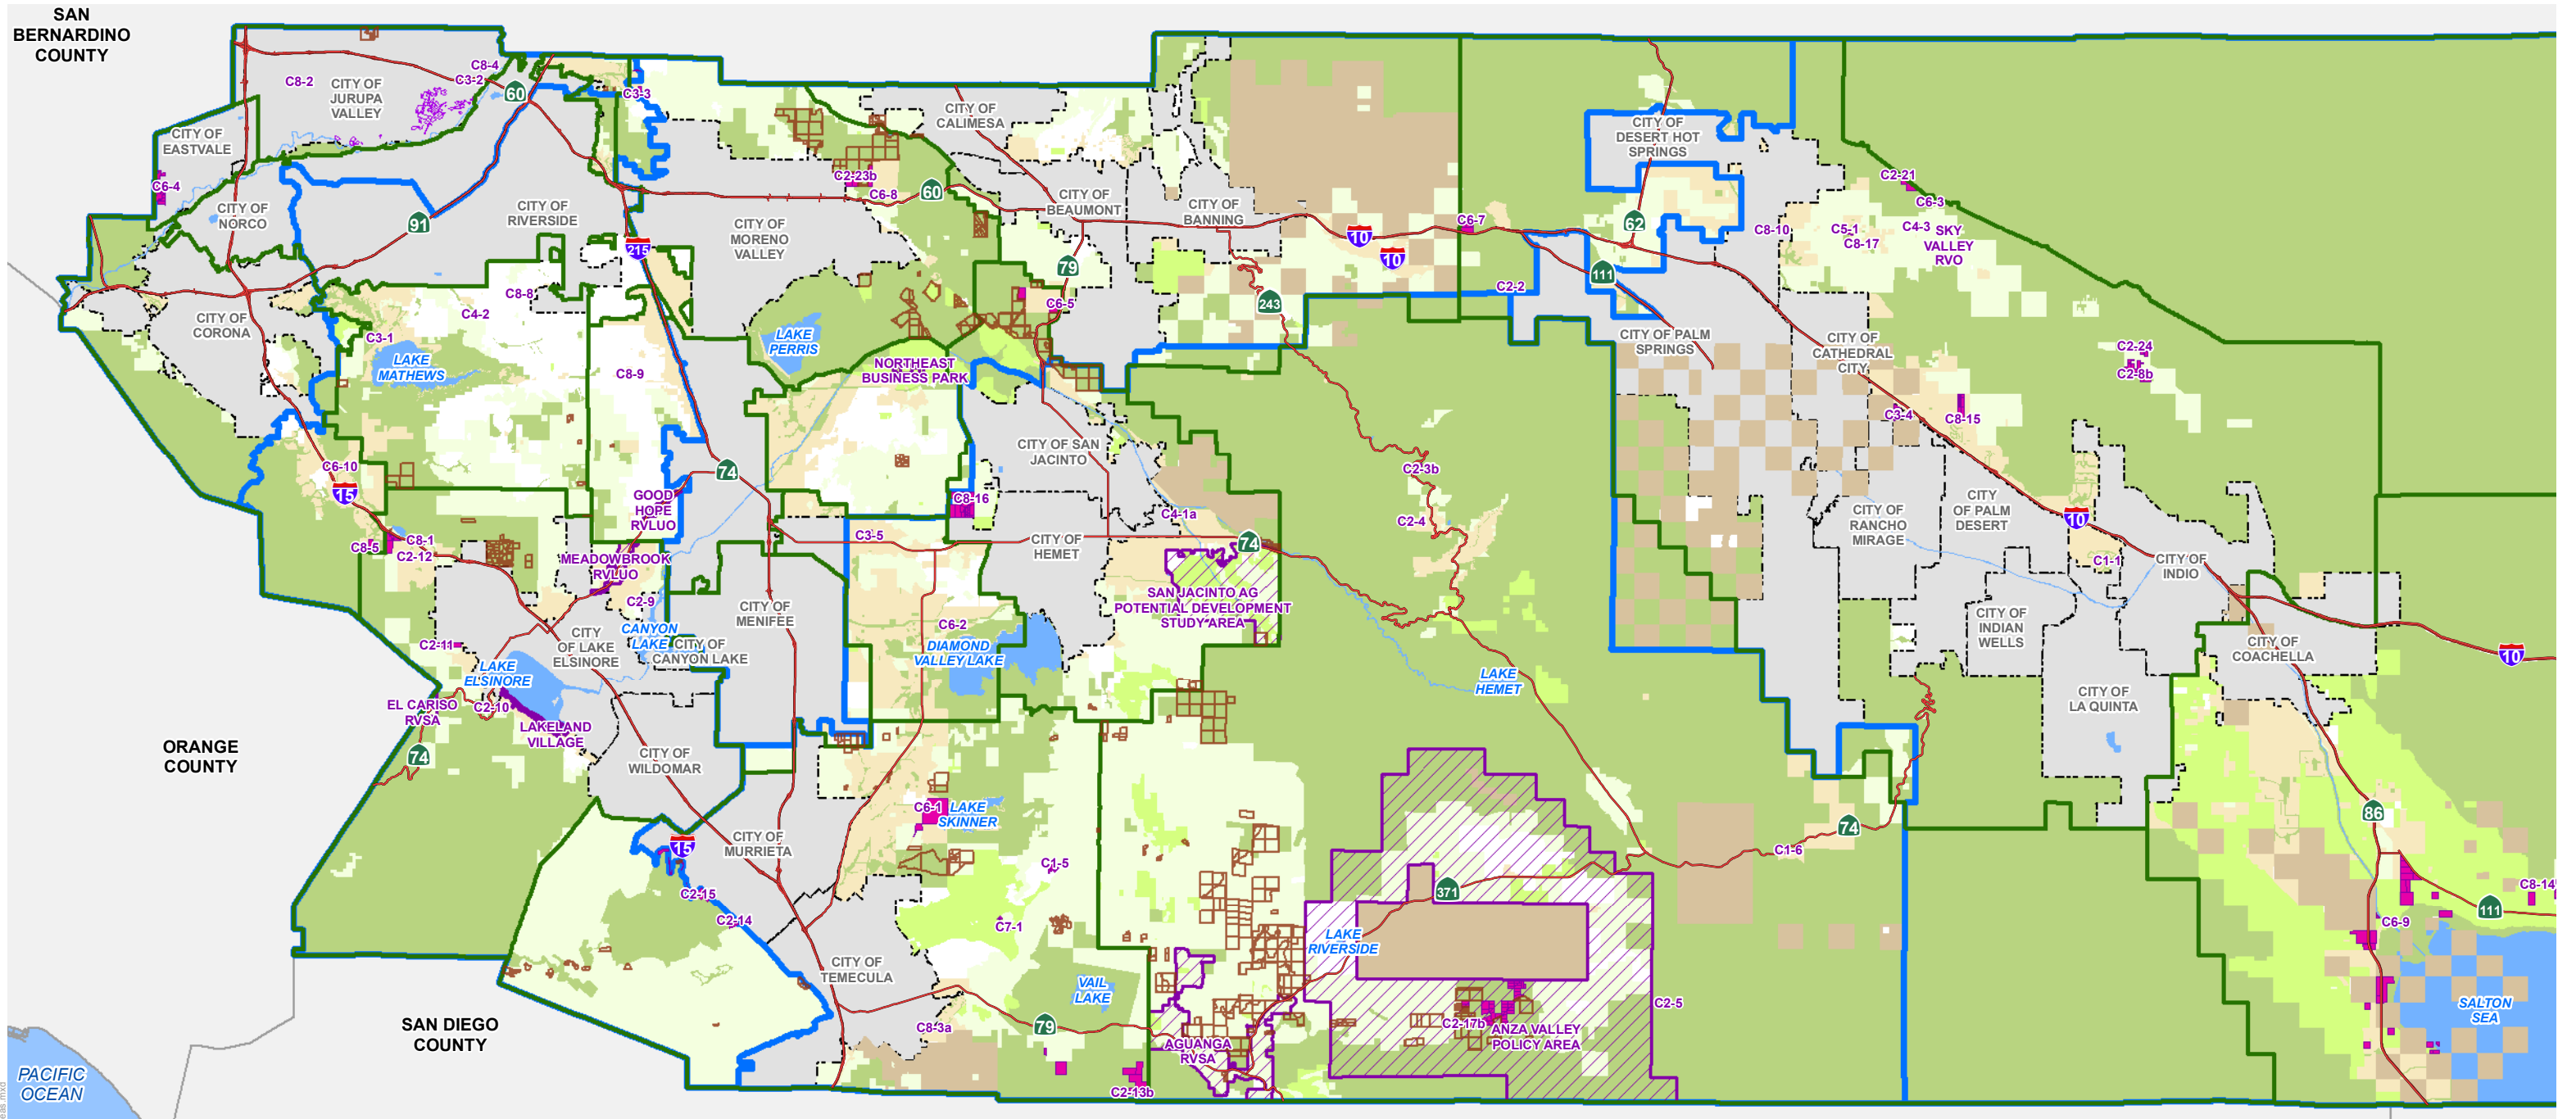 SAN
BERNARDINO
COUNTY
C8-2
CITY OF
JURUPA
VALLEY
C8-4
C3-2
60
C3-3
CITY OF
EASTVALE
C6-4
CITY OF
NORCO
91
CITY OF
RIVERSIDE
215
CITY OF
MORENO
VALLEY
C2-23b
C6-8
60
CITY OF
CALIMESA
CITY OF
BEAUMONT
CITY OF
BANNING
79
10
10
243
C6-7
CITY OF
DESERT HOT
SPRINGS
62
111
C2-2
C8-10
C5-1
C8-17
C4-3
SKY
VALLEY
RVO
C2-21
C6-3
CITY OF
CORONA
C8-8
C4-2
C3-1
LAKE
MATHEWS
C8-9
LAKE
PERRIS
C6-5
NORTHEAST
BUSINESS PARK
CITY OF PALM
SPRINGS
CITY OF
CATHEDRAL
CITY
C2-24
C2-8b
C3-4
C8-15
C6-10
15
74
GOOD
HOPE
RVLUO
CITY OF SAN
JACINTO
C8-16
C4-1a
C2-3b
C2-4
CITY OF
RANCHO
MIRAGE
CITY
OF PALM
DESERT
10
C1-1
CITY OF
INDIO
C8-5
C8-1
C2-12
MEADOWBROOK
RVLUO
C2-9
C3-5
CITY OF
HEMET
74
SAN JACINTO AG
POTENTIAL DEVELOPMENT
STUDY AREA
CITY OF
MENIFEE
C6-2
CANYON
LAKE
CITY OF
CANYON LAKE
CITY
OF LAKE
ELSINORE
C2-11
LAKE
ELSINORE
DIAMOND
VALLEY LAKE
LAKE
HEMET
CITY OF
INDIAN
WELLS
CITY OF
COACHELLA
10
CITY OF
LA QUINTA
EL CARISO
RVSA
C2-10
LAKELAND
VILLAGE
74
ORANGE
COUNTY
CITY OF
WILDOMAR
C6-1
LAKE
SKINNER
CITY OF
MURRIETA
15
C1-5
C2-15
C2-14
C7-1
74
C1-6
371
86
C8-14
111
C6-9
LAKE
RIVERSIDE
CITY OF
TEMECULA
VAIL
LAKE
C8-3a
79
AGUANGA
RVSA
C2-13b
C2-17b
ANZA VALLEY
POLICY AREA
C2-5
SALTON
SEA
SAN DIEGO
COUNTY
PACIFIC
OCEAN